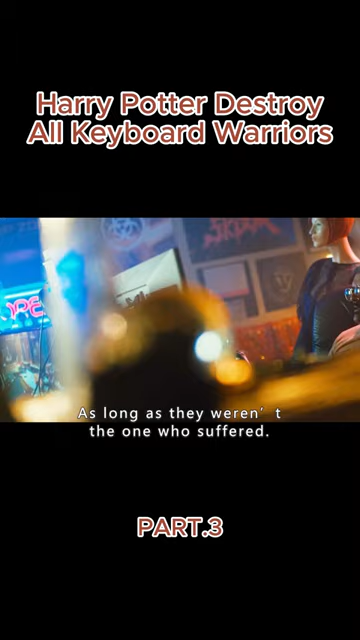 Harry Potter Destroy
All Keyboard Warriors
As long as they weren't
the one who suffered.
PART.3